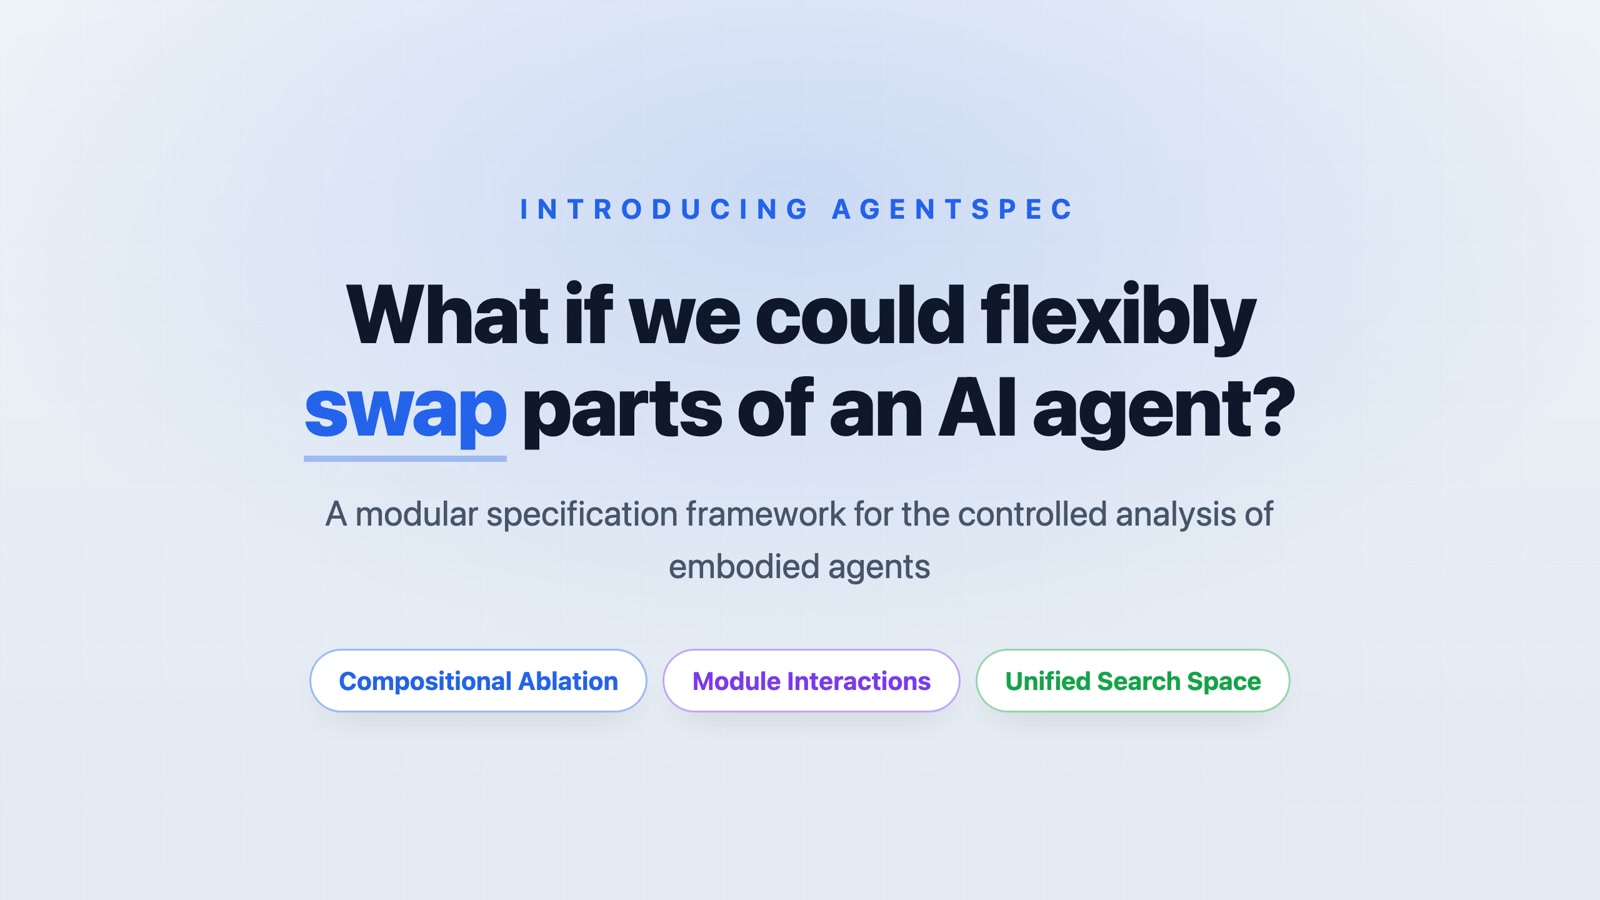 INTRODUCING AGENTSPEC
What if we could flexibly
swap parts of an AI agent?
A modular specification framework for the controlled analysis of
embodied agents
Compositional Ablation
Module Interactions
Unified Search Space